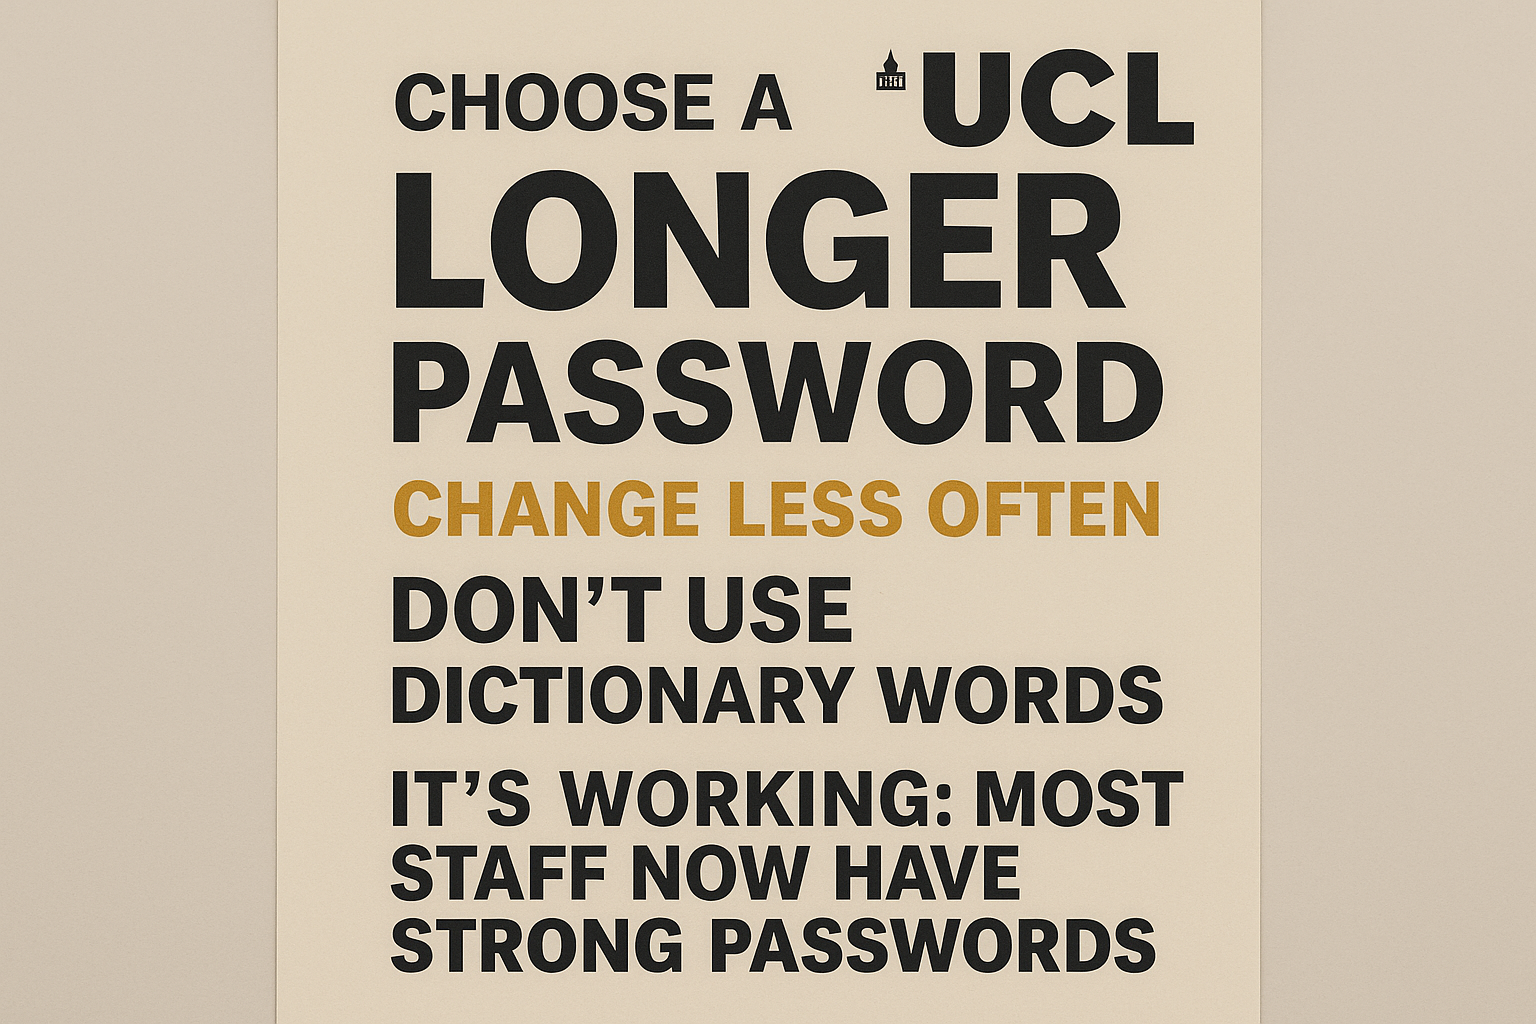 CHOOSE A
UCL
LONGER
PASSWORD
CHANGE LESS OFTEN
DON’T USE
DICTIONARY WORDS
IT’S WORKING: MOST
STAFF NOW HAVE
STRONG PASSWORDS